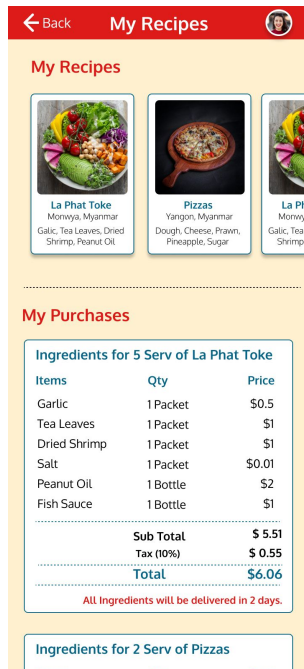 Back My Recipes
My Recipes
La Phat Toke
Monwya, Myanmar
Galic, Tea Leaves, Dried
Shrimp, Peanut Oil
Pizzas
Yangon, Myanmar
Dough, Cheese, Prawn,
Pineapple, Sugar
La Ph
Monwy
Galic, Tea
Shrimp
My Purchases
Ingredients for 5 Serv of La Phat Toke
Items Qty Price
Garlic 1 Packet $0.5
Tea Leaves 1 Packet $1
Dried Shrimp 1 Packet $1
Salt 1 Packet $0.01
Peanut Oil 1 Bottle $2
Fish Sauce 1 Bottle $1
Sub Total $ 5.51
Tax (10%) $ 0.55
Total $6.06
All Ingredients will be delivered in 2 days.
Ingredients for 2 Serv of Pizzas